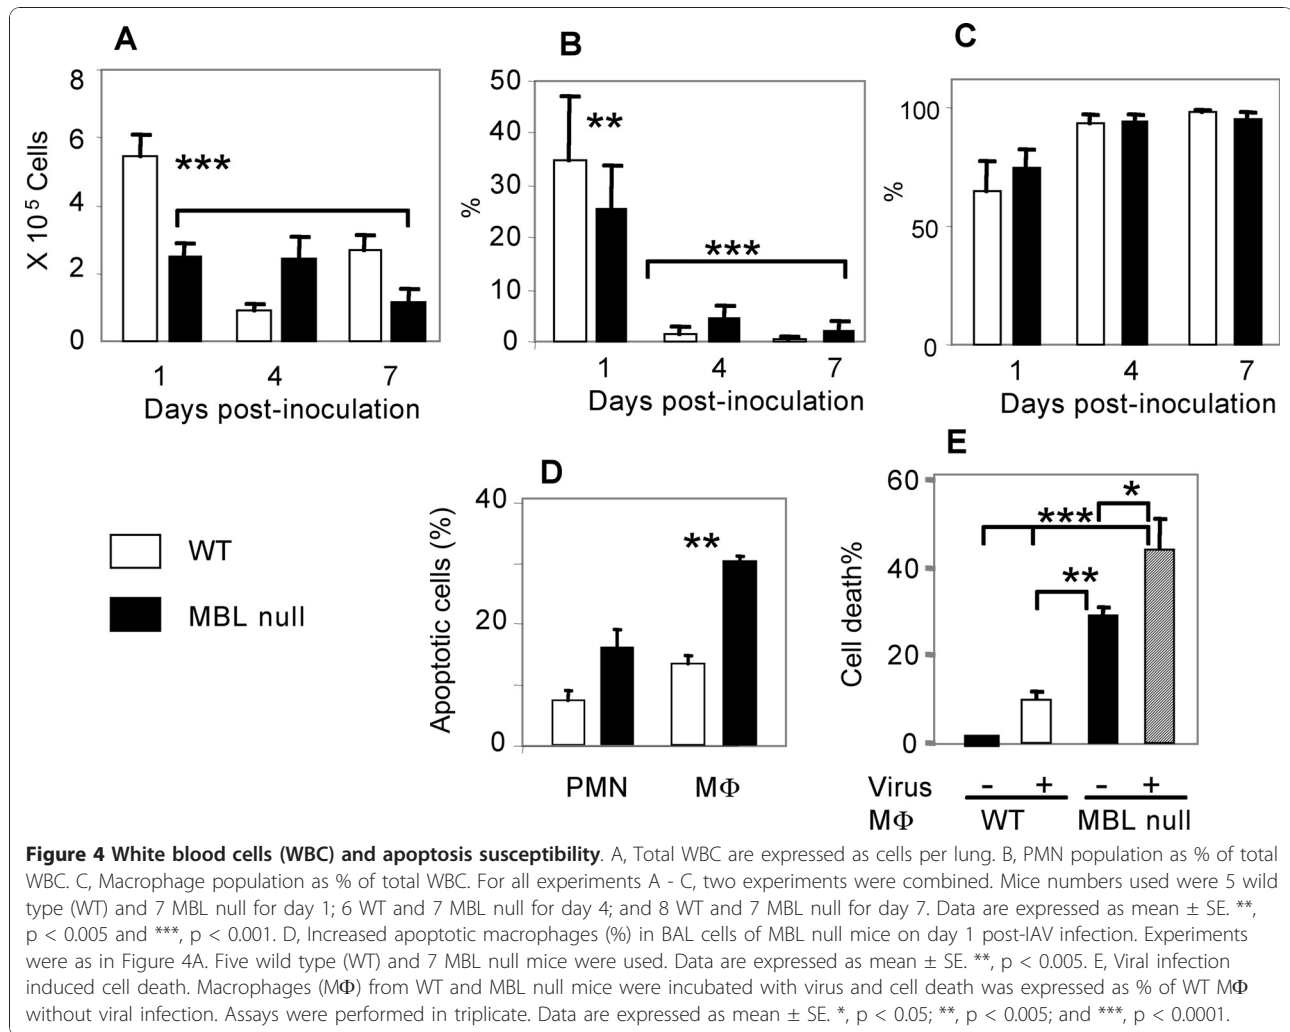 A
B
C
8
6
4
2
0
X 10⁵ Cells
***
1 4 7
Days post-inoculation
50
40
30
20
10
0
%
**
***
1 4 7
Days post-inoculation
100
50
0
%
1 4 7
Days post-inoculation
WT
MBL null
D
40
20
0
Apoptotic cells (%)
**
PMN MΦ
E
60
40
20
0
Cell death%
*
***
**
Virus - + - +
MΦ WT MBL null
Figure 4 White blood cells (WBC) and apoptosis susceptibility. A, Total WBC are expressed as cells per lung. B, PMN population as % of total
WBC. C, Macrophage population as % of total WBC. For all experiments A - C, two experiments were combined. Mice numbers used were 5 wild
type (WT) and 7 MBL null for day 1; 6 WT and 7 MBL null for day 4; and 8 WT and 7 MBL null for day 7. Data are expressed as mean ± SE. **,
p < 0.005 and ***, p < 0.001. D, Increased apoptotic macrophages (%) in BAL cells of MBL null mice on day 1 post-IAV infection. Experiments
were as in Figure 4A. Five wild type (WT) and 7 MBL null mice were used. Data are expressed as mean ± SE. **, p < 0.005. E, Viral infection
induced cell death. Macrophages (MΦ) from WT and MBL null mice were incubated with virus and cell death was expressed as % of WT MΦ
without viral infection. Assays were performed in triplicate. Data are expressed as mean ± SE. *, p < 0.05; **, p < 0.005; and ***, p < 0.0001.